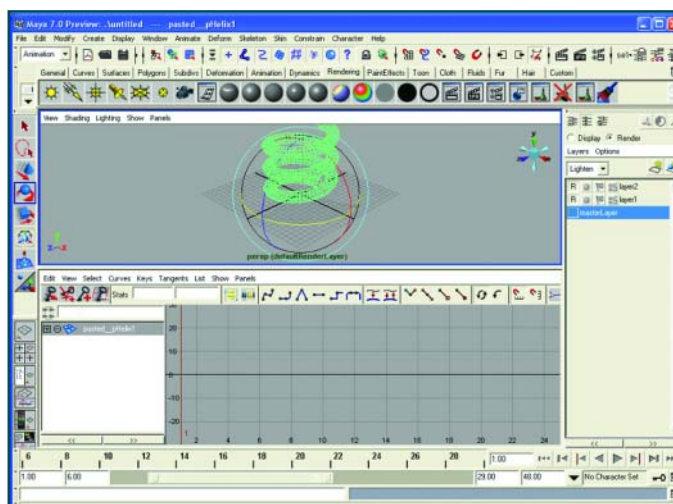 Maya 7.0 Preview: .\untitled --- pasted__pHelix1
File Edit Modify Create Display Window Animate Deform Skeleton Skin Constrain Character Help
Animation
General Curves Surfaces Polygons Subdivs Deformation Animation Dynamics Rendering PaintEffects Toon Cloth Fluids Fur Hair Custom
View Shading Lighting Show Panels
Display Render
Layers Options
Lighten
R layer2
R layer1
masterLayer
y
z x
persp (defaultRenderLayer)
Edit View Select Curves Keys Tangents List Show Panels
Stats
pasted__pHelix1
20
10
0
-10
-20
1
2 4 6 8 10 12 14 16 18 20 22 24
6 8 10 12 14 16 18 20 22 24 26 28
1.00
1.00 6.00 29.00 48.00 No Character Set